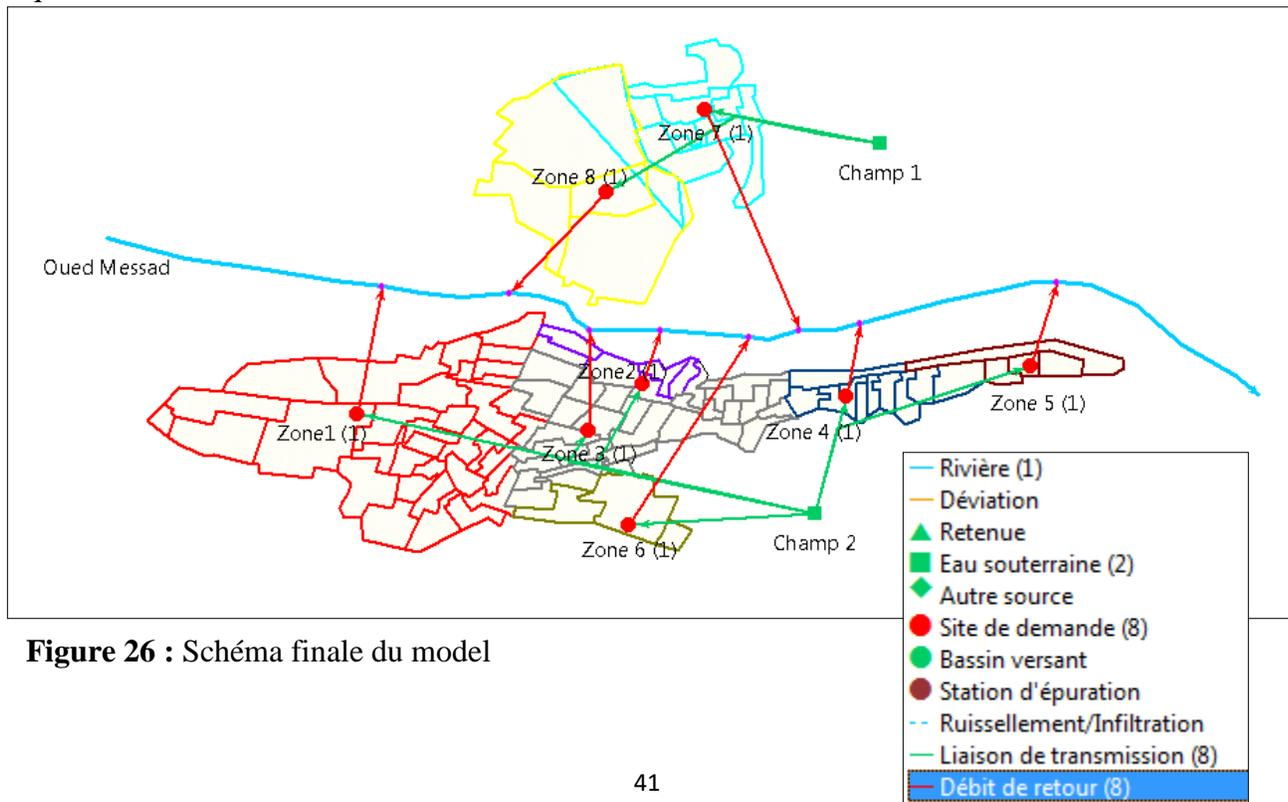 Zone 7 (1)
Champ 1
Zone 8 (1)
Oued Messad
Zone2 (1)
Zone 5 (1)
Zone1 (1)
Zone 4 (1)
Zone 3 (1)
Champ 2
Zone 6 (1)
Rivière (1)
Déviation
Retenue
Eau souterraine (2)
Autre source
Site de demande (8)
Bassin versant
Station d'épuration
Ruissellement/Infiltration
Liaison de transmission (8)
Débit de retour (8)
Figure 26 : Schéma finale du model
41